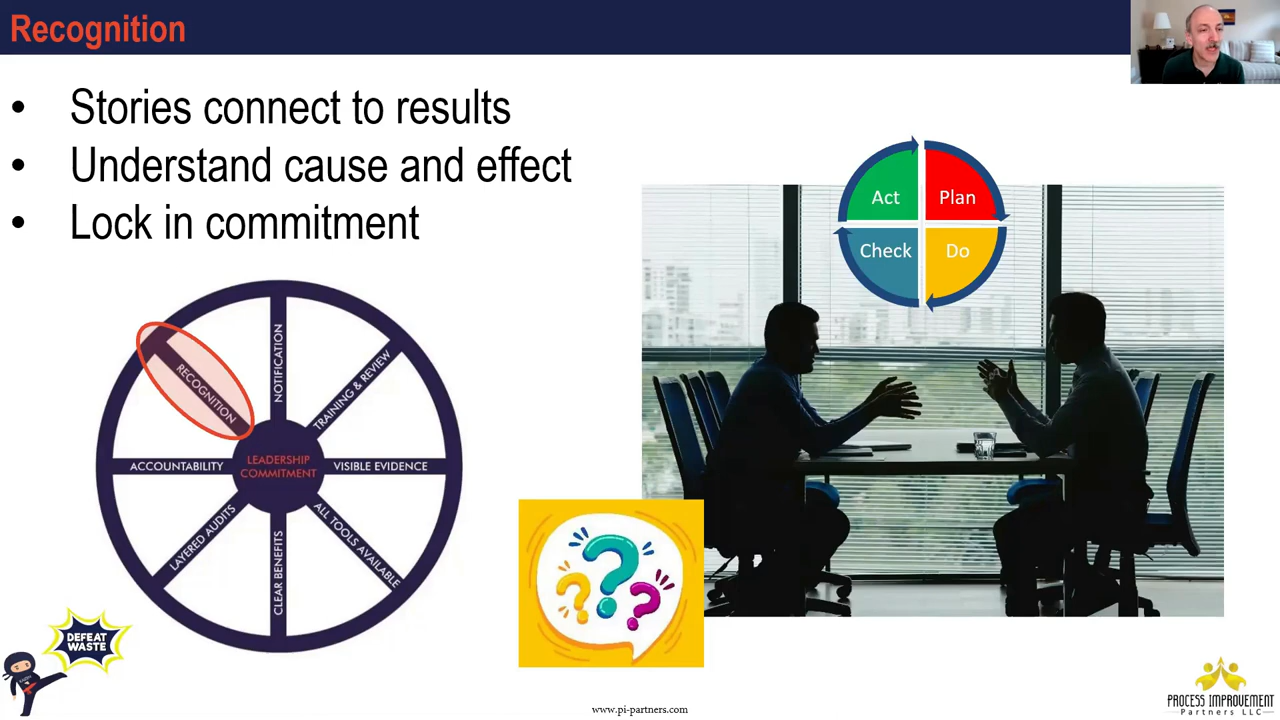 Recognition
• Stories connect to results
• Understand cause and effect
• Lock in commitment
Act
Plan
Check
Do
NOTIFICATION
TRAINING & REVIEW
VISIBLE EVIDENCE
ALL TOOLS AVAILABLE
CLEAR BENEFITS
LAYERED AUDITS
ACCOUNTABILITY
RECOGNITION
LEADERSHIP
COMMITMENT
???
DEFEAT
WASTE
www.pi-partners.com
PROCESS IMPROVEMENT
Partners LLC